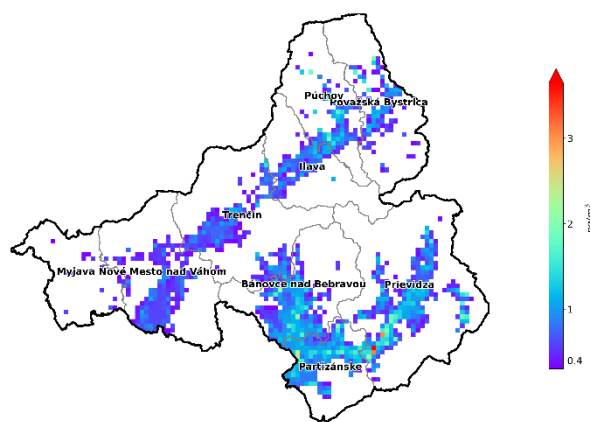 Púchov
Považská Bystrica
Ilava
Trenčín
Myjava Nové Mesto nad Váhom
Bánovce nad Bebravou
Prievidza
Partizánske
3
2
1
0.4